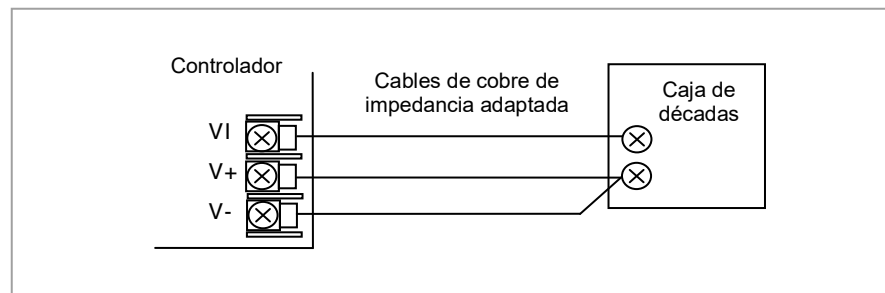 Controlador
Cables de cobre de
impedancia adaptada
Caja de
décadas
VI
V+
V-